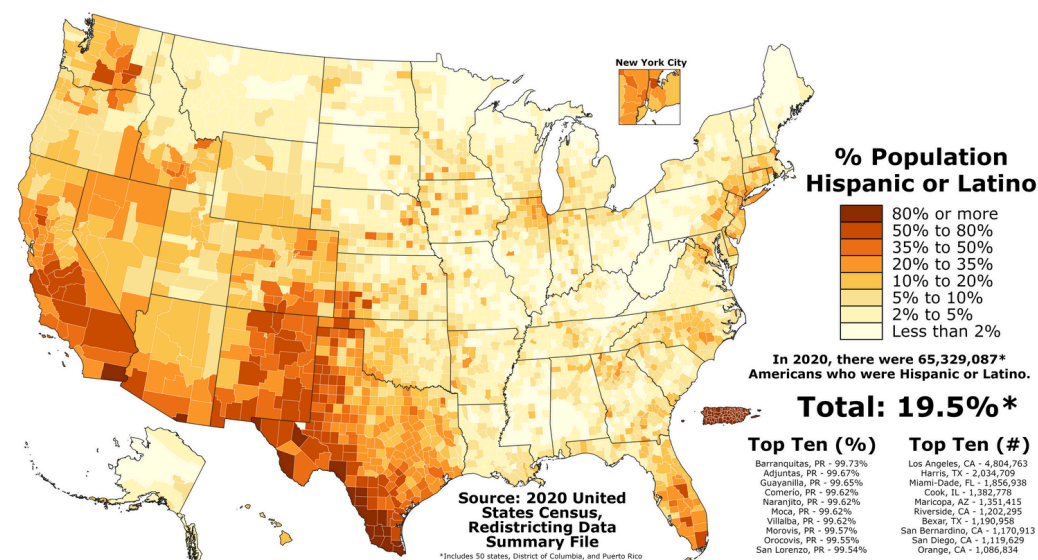 New York City
% Population
Hispanic or Latino
80% or more
50% to 80%
35% to 50%
20% to 35%
10% to 20%
5% to 10%
2% to 5%
Less than 2%
In 2020, there were 65,329,087*
Americans who were Hispanic or Latino.
Total: 19.5%*
Top Ten (%)
Barranquitas, PR - 99.73%
Adjuntas, PR - 99.67%
Guayanilla, PR - 99.65%
Comerío, PR - 99.62%
Naranjito, PR - 99.62%
Moca, PR - 99.62%
Villalba, PR - 99.62%
Morovis, PR - 99.57%
Orocovis, PR - 99.55%
San Lorenzo, PR - 99.54%
Top Ten (#)
Los Angeles, CA - 4,804,763
Harris, TX - 2,034,709
Miami-Dade, FL - 1,856,938
Cook, IL - 1,382,778
Maricopa, AZ - 1,351,415
Riverside, CA - 1,202,295
Bexar, TX - 1,190,958
San Bernardino, CA - 1,170,913
San Diego, CA - 1,119,629
Orange, CA - 1,086,834
Source: 2020 United
States Census,
Redistricting Data
Summary File
*Includes 50 states, District of Columbia, and Puerto Rico